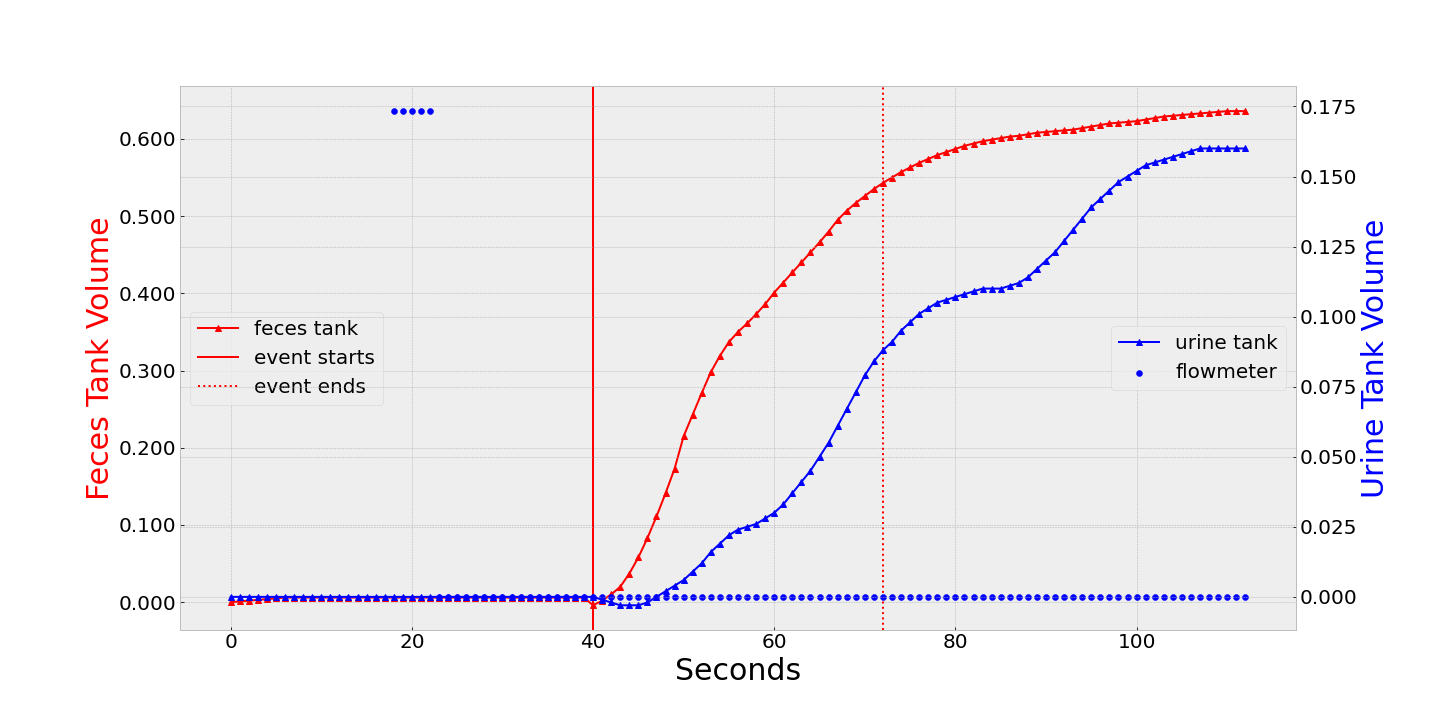 Feces Tank Volume
0.600
0.500
0.400
0.300
0.200
0.100
0.000
feces tank
event starts
event ends
0 20 40 60 80 100
Seconds
urine tank
flowmeter
0.175
0.150
0.125
0.100
0.075
0.050
0.025
0.000
Urine Tank Volume